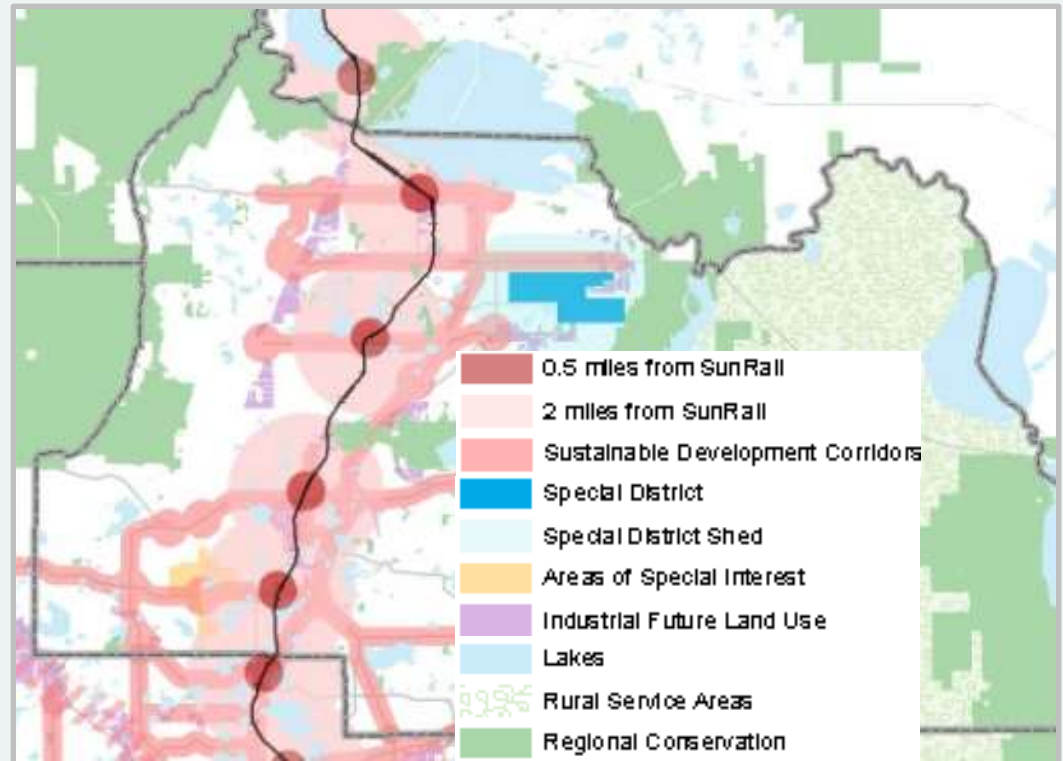 0.5 miles from SunRail
2 miles from SunRail
Sustainable Development Corridors
Special District
Special District Shed
Areas of Special Interest
Industrial Future Land Use
Lakes
Rural Service Areas
Regional Conservation